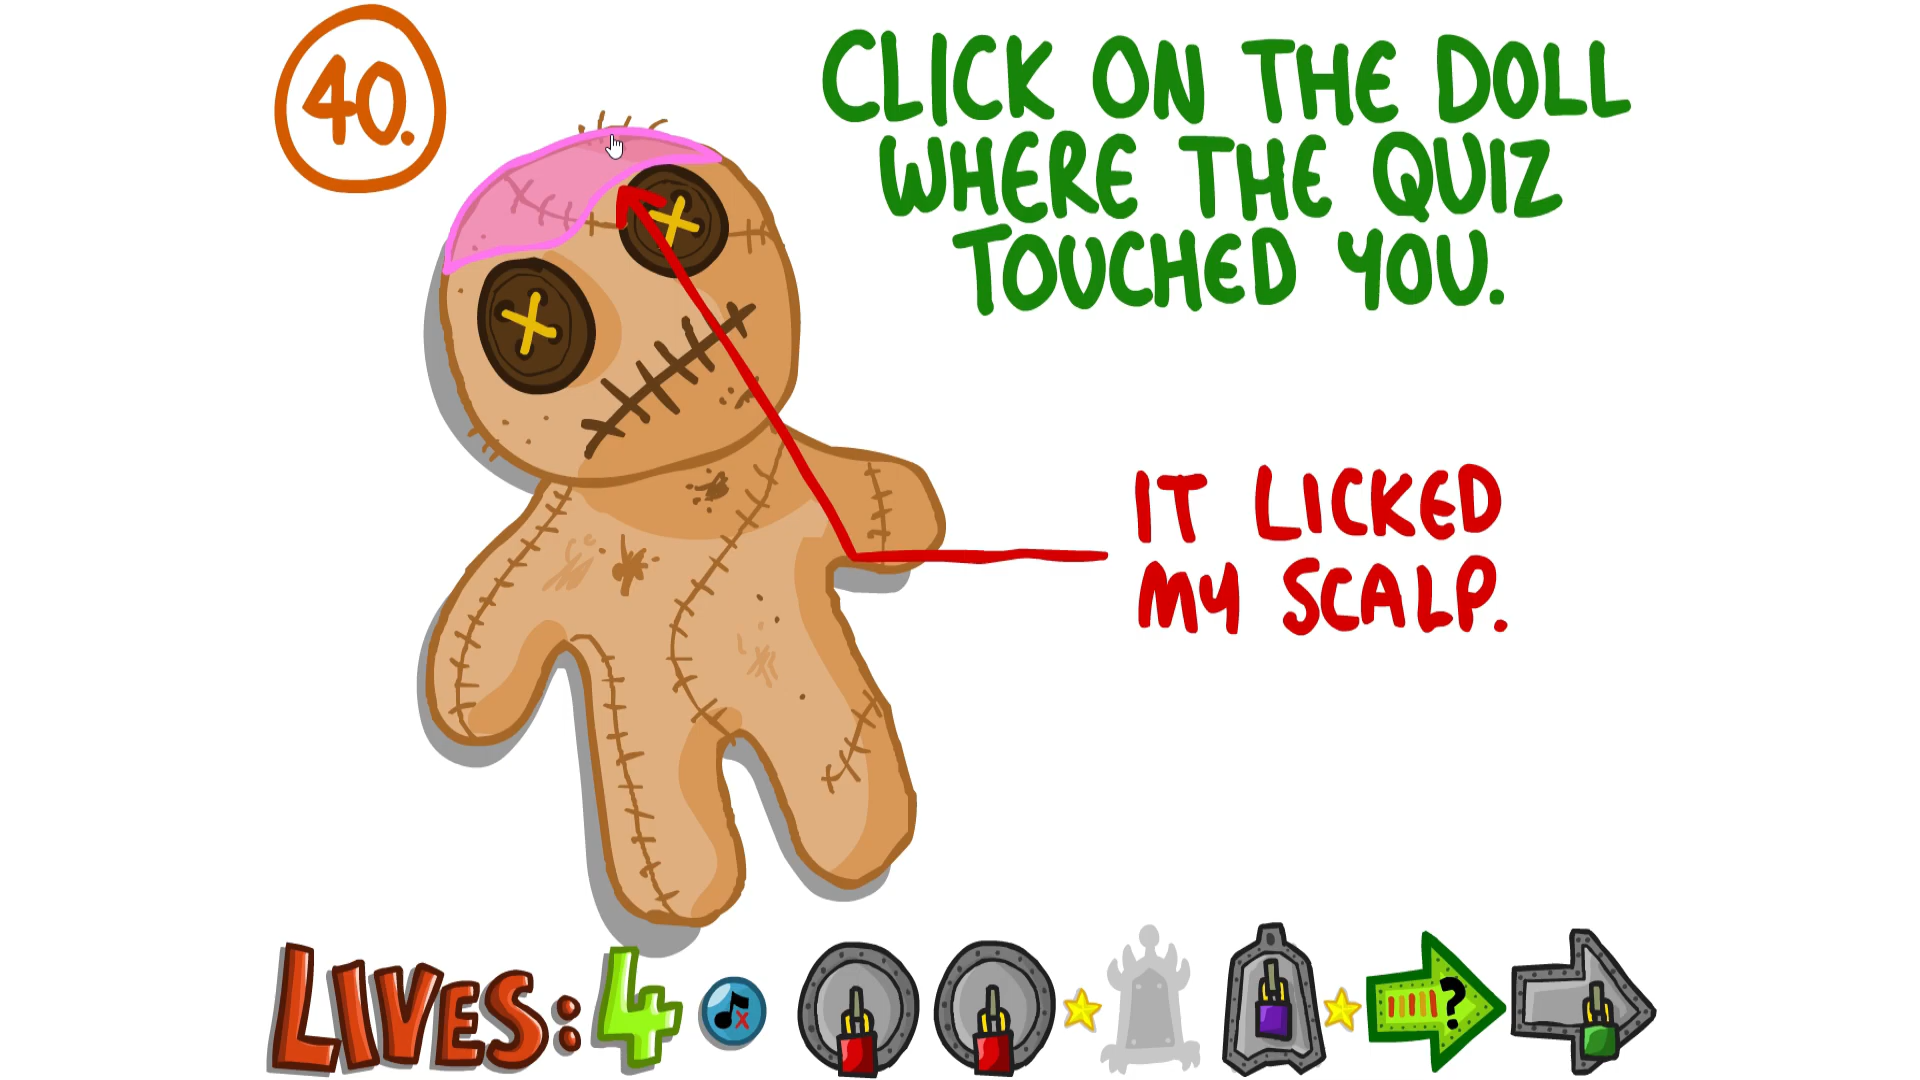 40.
CLICK ON THE DOLL
WHERE THE QUIZ
TOUCHED YOU.
IT LICKED
MY SCALP.
LIVES: 4
?